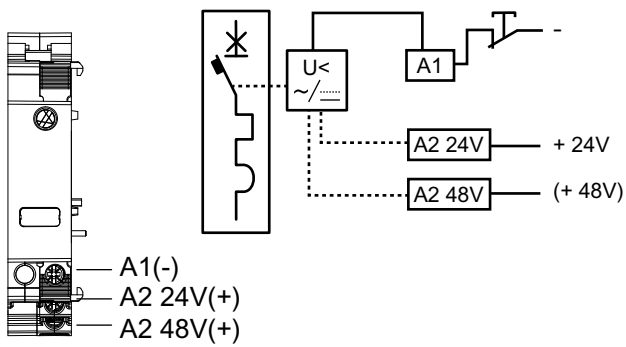 U<
~/⎓
A1
-
A2 24V
+ 24V
A2 48V
(+ 48V)
A1(-)
A2 24V(+)
A2 48V(+)